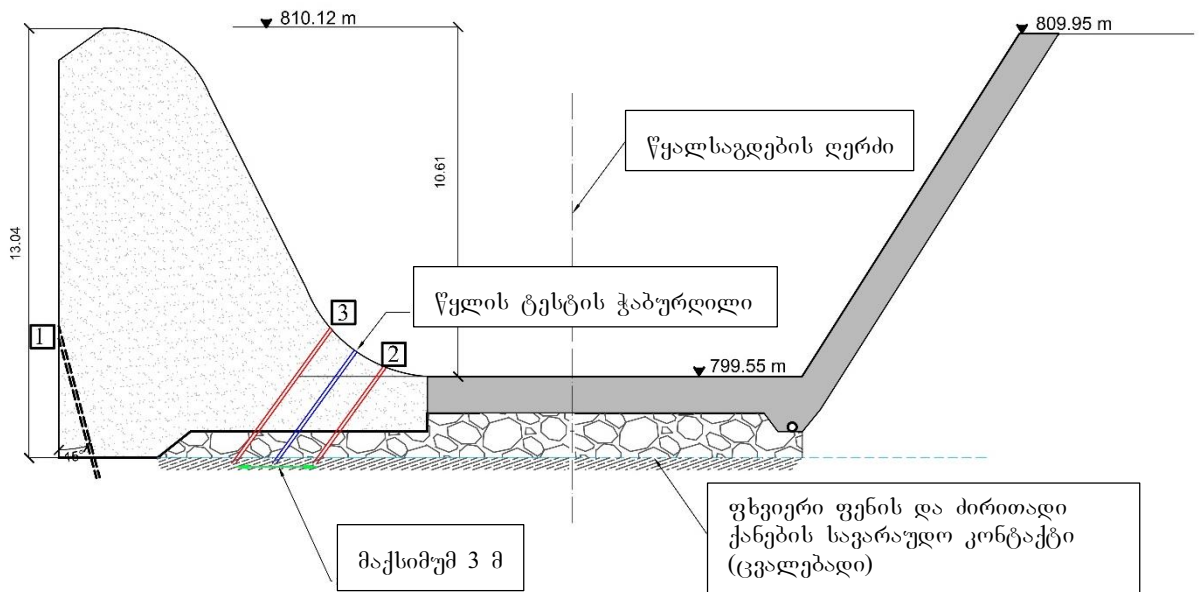 810.12 m
809.95 m
წყალსაგდების ღერძი
10.61
13.04
წყლის ტესტის ჭაბურღილი
3
1
2
799.55 m
15
ფხვიერი ფენის და ძირითადი
ქანების სავარაუდო კონტაქტი
(ცვალებადი)
მაქსიმუმ 3 მ